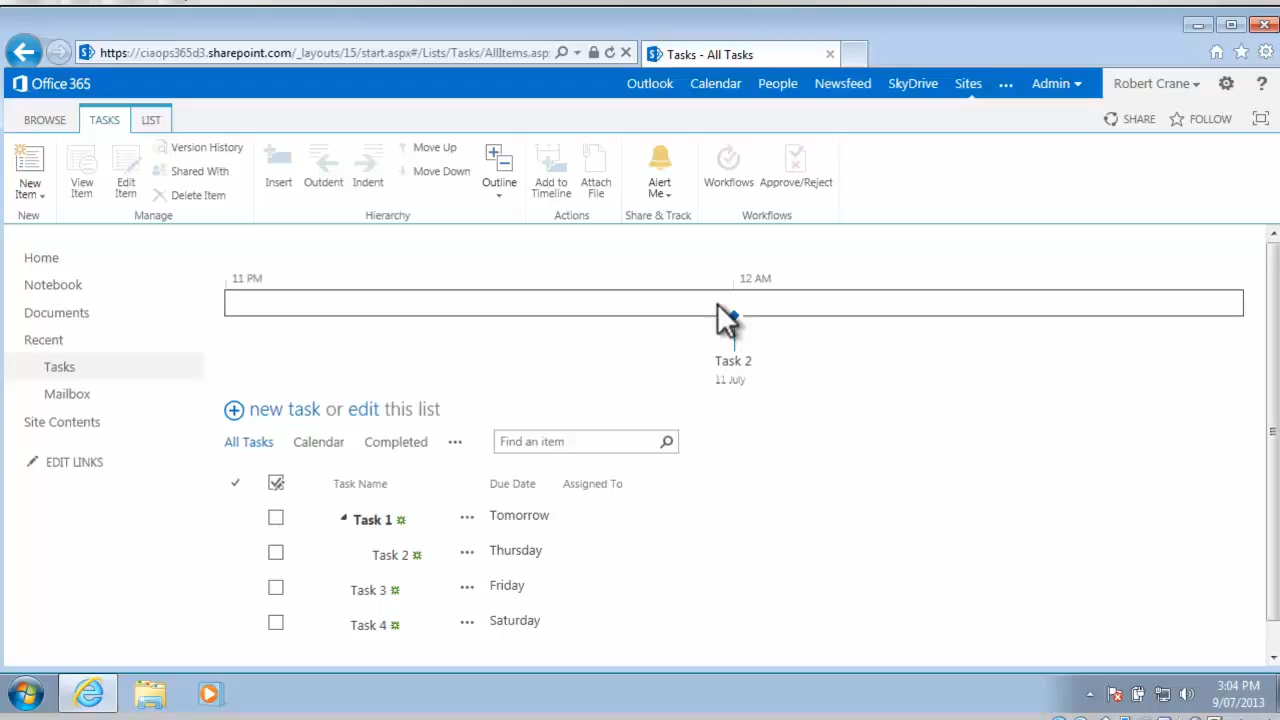 https://ciaops365d3.sharepoint.com/_layouts/15/start.aspx#/Lists/Tasks/AllItems.asp
Tasks - All Tasks
Office 365
Outlook Calendar People Newsfeed SkyDrive Sites ... Admin Robert Crane ?
BROWSE TASKS LIST SHARE FOLLOW
New Item
View Item
Edit Item
Version History
Shared With
Delete Item
Insert
Outdent
Indent
Move Up
Move Down
Outline
Add to Timeline
Attach File
Alert Me
Workflows
Approve/Reject
New Manage Hierarchy Actions Share & Track Workflows
Home
Notebook
Documents
Recent
Tasks
Mailbox
Site Contents
EDIT LINKS
11 PM 12 AM
Task 2
11 July
new task or edit this list
All Tasks Calendar Completed ... Find an item
Task Name Due Date Assigned To
Task 1 ... Tomorrow
Task 2 ... Thursday
Task 3 ... Friday
Task 4 ... Saturday
3:04 PM
9/07/2013